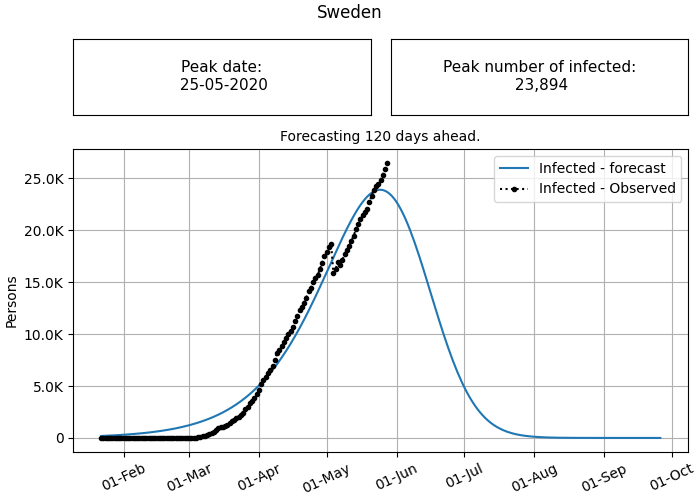 Sweden
Peak date:
25-05-2020
Peak number of infected:
23,894
Forecasting 120 days ahead.
Infected - forecast
Infected - Observed
Persons
25.0K
20.0K
15.0K
10.0K
5.0K
0
01-Feb
01-Mar
01-Apr
01-May
01-Jun
01-Jul
01-Aug
01-Sep
01-Oct